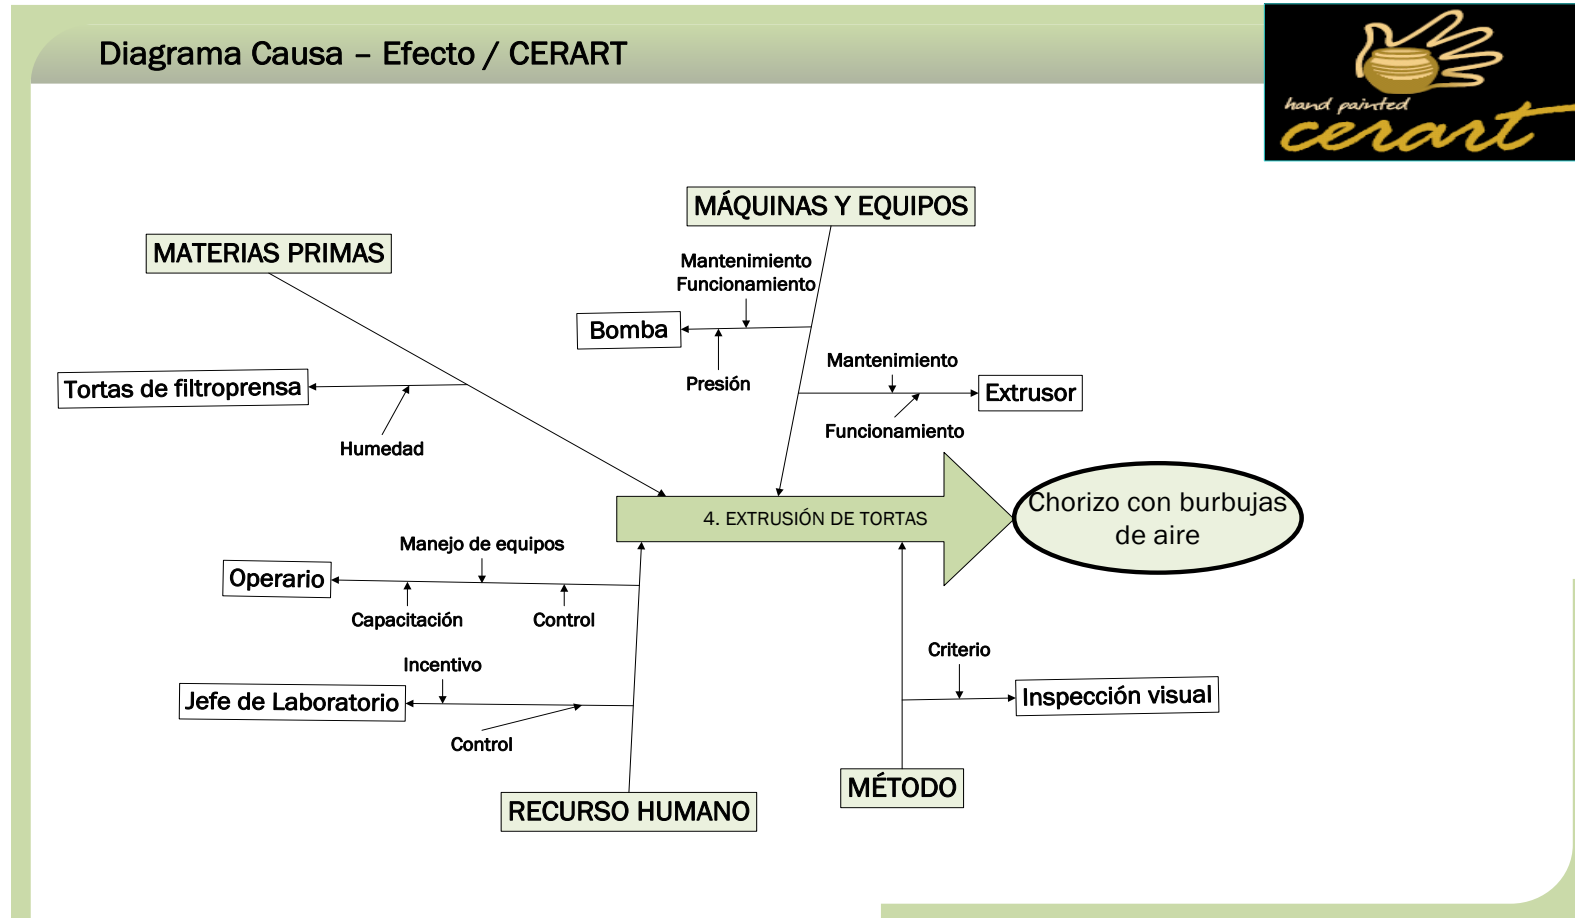 Diagrama Causa – Efecto / CERART
hand painted
cerart
MÁQUINAS Y EQUIPOS
MATERIAS PRIMAS
Mantenimiento
Funcionamiento
Bomba
Presión
Mantenimiento
Extrusor
Funcionamiento
Tortas de filtroprensa
Humedad
4. EXTRUSIÓN DE TORTAS
Chorizo con burbujas
de aire
Manejo de equipos
Operario
Capacitación
Control
Incentivo
Jefe de Laboratorio
Control
Criterio
Inspección visual
MÉTODO
RECURSO HUMANO